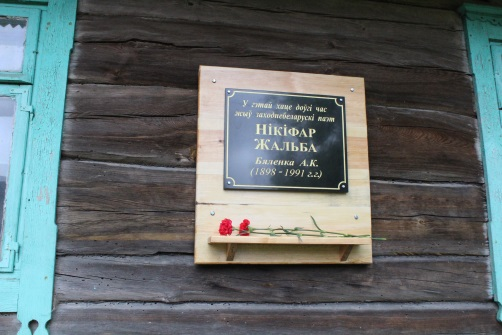 У гэтай хаце доўгі час
жыў заходнебеларускі паэт
НІКІФАР
ЖАЛЬБА
Бяленка А.К.
(1898 - 1991 г.г.)